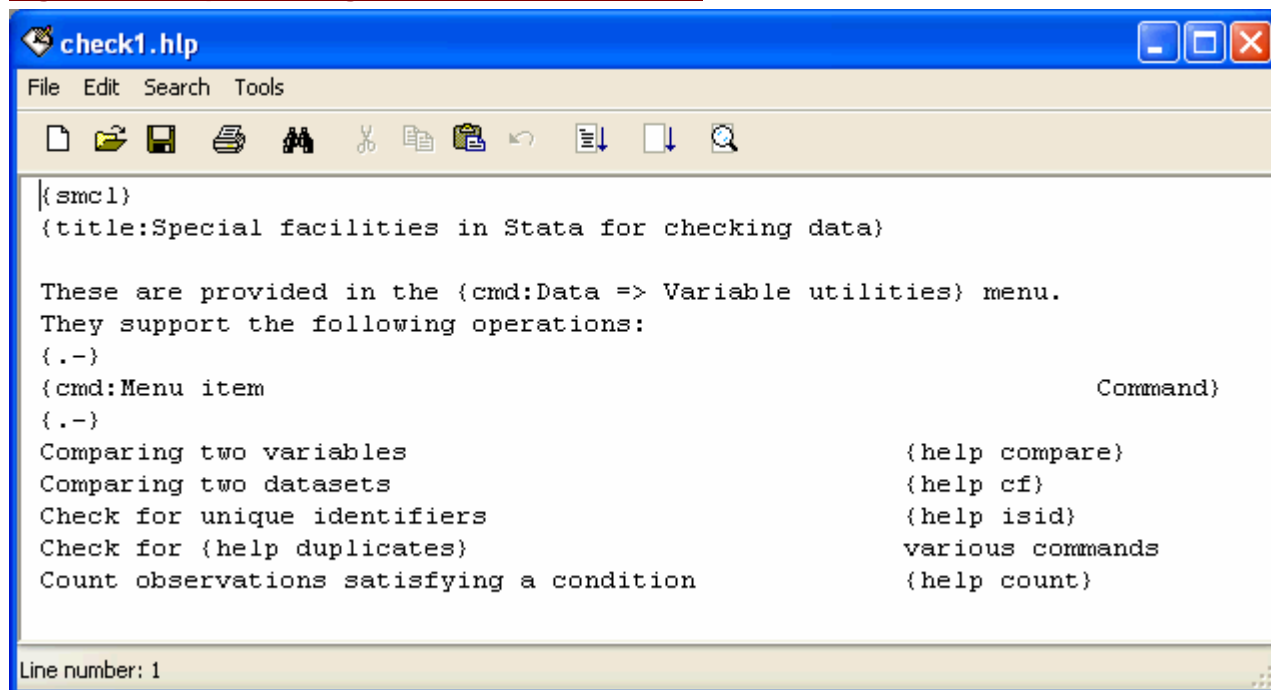 check1.hlp
File Edit Search Tools
{smcl}
{title:Special facilities in Stata for checking data}
These are provided in the {cmd:Data => Variable utilities} menu.
They support the following operations:
{.-}
{cmd:Menu item Command}
{.-}
Comparing two variables {help compare}
Comparing two datasets {help cf}
Check for unique identifiers {help isid}
Check for {help duplicates} various commands
Count observations satisfying a condition {help count}
Line number: 1